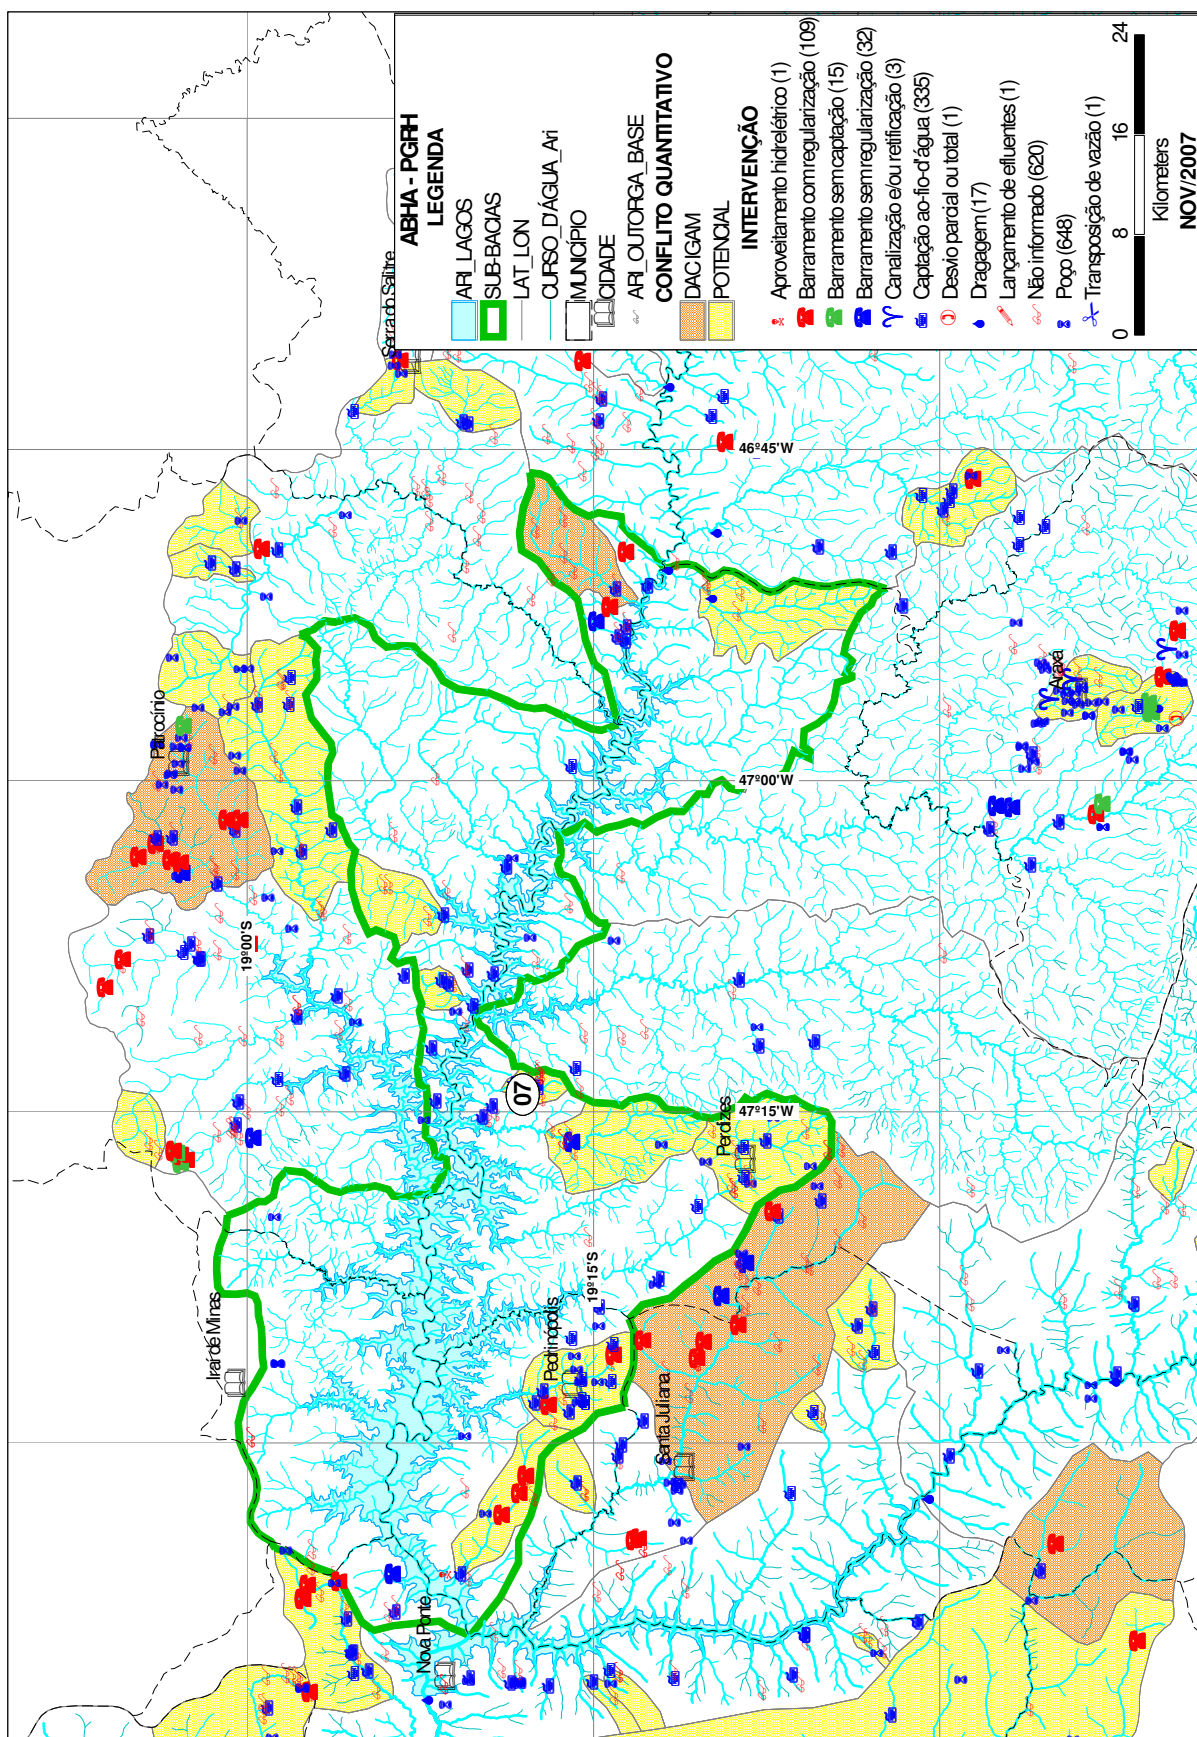 ABHA - PGRH
LEGENDA
ARI_LAGOS
SUB-BACIAS
LAT_LON
CURSO_D'ÁGUA_Ari
MUNICÍPIO
CIDADE
ARI_OUTORGA_BASE
CONFLITO QUANTITATIVO
DAC IGAM
POTENCIAL
INTERVENÇÃO
Aproveitamento hidrelétrico (1)
Barramento com regularização (109)
Barramento sem captação (15)
Barramento sem regularização (32)
Canalização e/ou retificação (3)
Captação ao-fio-d'água (335)
Desvio parcial ou total (1)
Dragagem (17)
Lançamento de efluentes (1)
Não informado (620)
Poço (648)
Transposição de vazão (1)
0 8 16 24
Kilometers
NOV/2007
Serra do Salitre
Patrocínio
Araxá
Perdizes
Iraí de Minas
Pedrinópolis
Santa Juliana
Nova Ponte
07
46º45'W
47º00'W
47º15'W
19º00'S
19º15'S